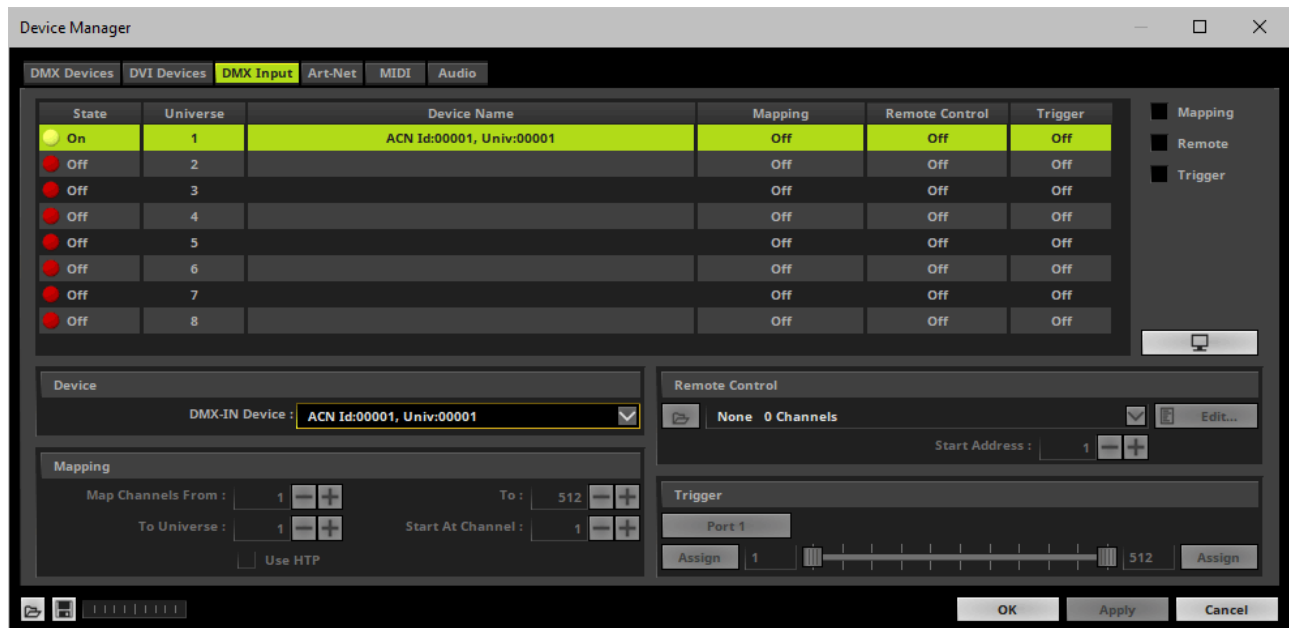 Device Manager
DMX Devices DVI Devices DMX Input Art-Net MIDI Audio
State Universe Device Name Mapping Remote Control Trigger
On 1 ACN Id:00001, Univ:00001 Off Off Off
Off 2 Off Off Off
Off 3 Off Off Off
Off 4 Off Off Off
Off 5 Off Off Off
Off 6 Off Off Off
Off 7 Off Off Off
Off 8 Off Off Off
Mapping
Remote
Trigger
Device
DMX-IN Device : ACN Id:00001, Univ:00001
Mapping
Map Channels From : 1 To : 512
To Universe : 1 Start At Channel : 1
Use HTP
Remote Control
None 0 Channels Edit...
Start Address : 1
Trigger
Port 1
Assign 1 512 Assign
OK Apply Cancel